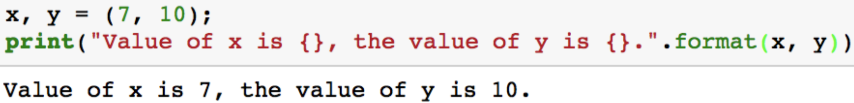 x, y = (7, 10);
print("Value of x is {}, the value of y is {}.".format(x, y))
Value of x is 7, the value of y is 10.